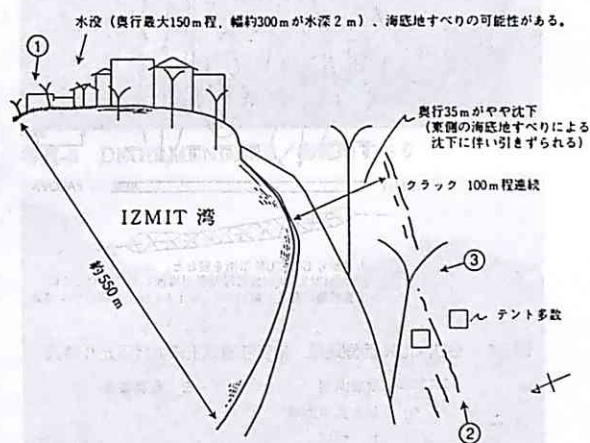 水没（奥行最大150ｍ程，幅約300ｍが水深２ｍ）、海底地すべりの可能性がある。
①
奥行35ｍがやや沈下
（東側の海底地すべりによる
沈下に伴い引きずられる）
クラック 100ｍ程連続
IZMIT 湾
約550ｍ
③
テント多数
②